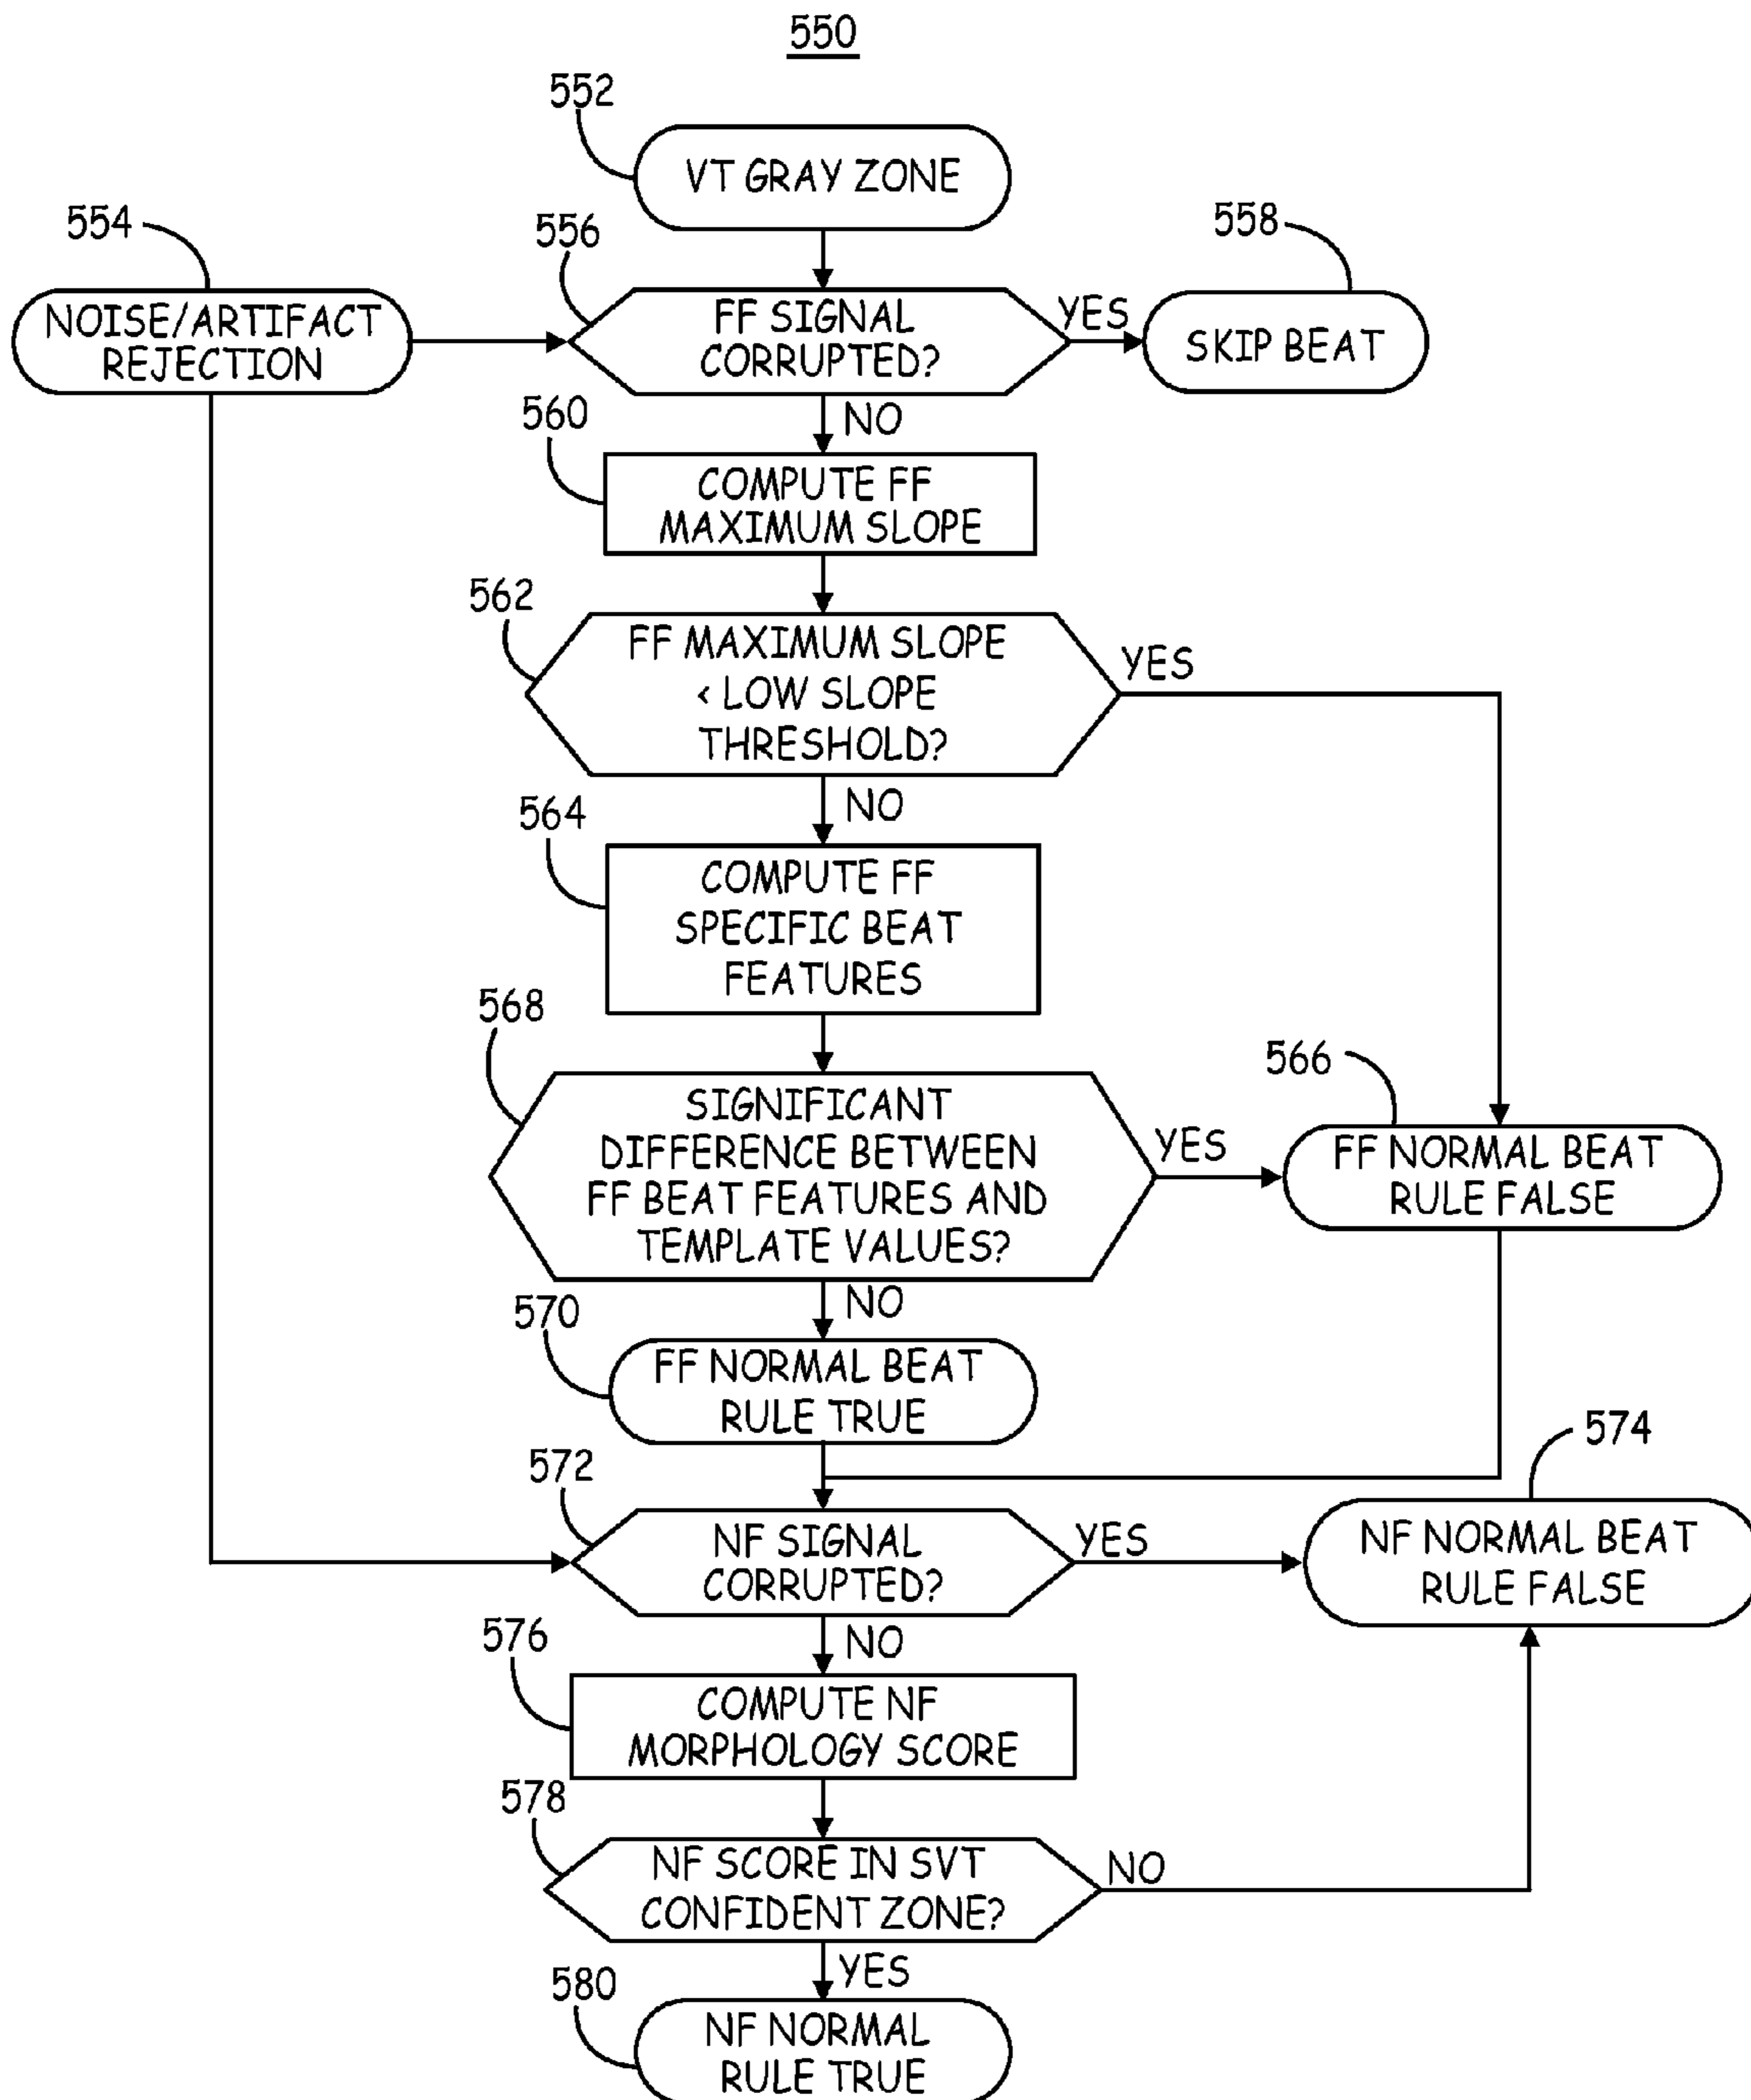 550
552
VT GRAY ZONE
554
NOISE/ARTIFACT
REJECTION
556
FF SIGNAL
CORRUPTED?
YES
558
SKIP BEAT
NO
560
COMPUTE FF
MAXIMUM SLOPE
562
FF MAXIMUM SLOPE
< LOW SLOPE
THRESHOLD?
YES
NO
564
COMPUTE FF
SPECIFIC BEAT
FEATURES
568
SIGNIFICANT
DIFFERENCE BETWEEN
FF BEAT FEATURES AND
TEMPLATE VALUES?
YES
566
FF NORMAL BEAT
RULE FALSE
NO
570
FF NORMAL BEAT
RULE TRUE
572
NF SIGNAL
CORRUPTED?
YES
574
NF NORMAL BEAT
RULE FALSE
NO
576
COMPUTE NF
MORPHOLOGY SCORE
578
NF SCORE IN SVT
CONFIDENT ZONE?
NO
YES
580
NF NORMAL
RULE TRUE